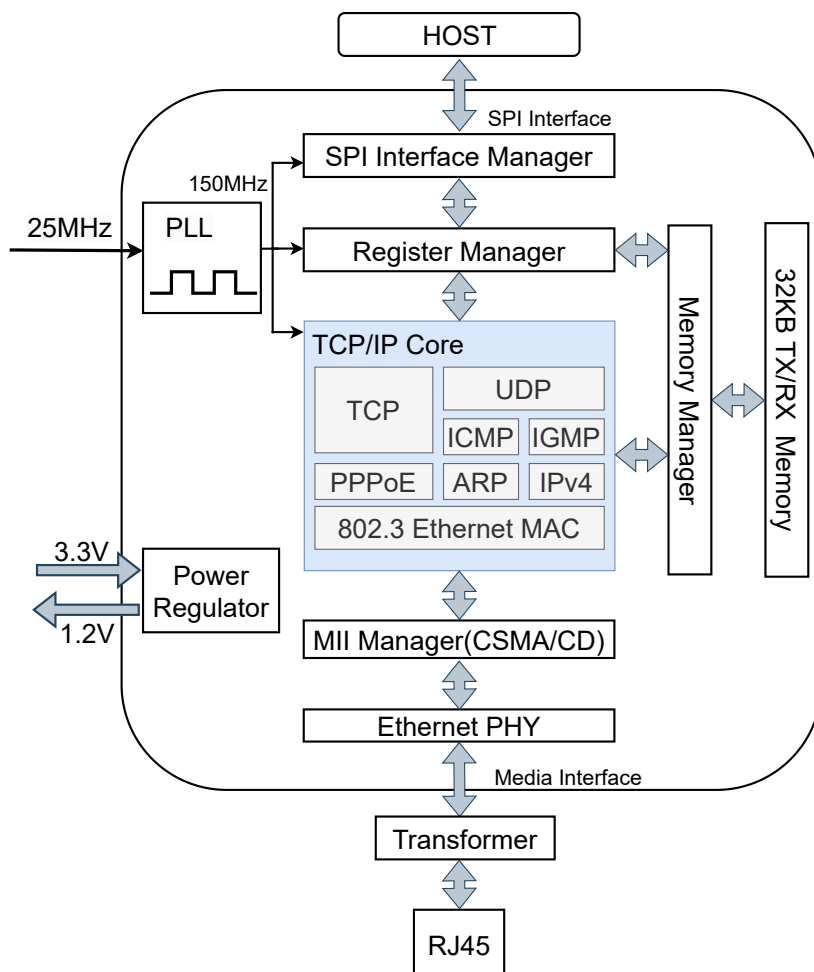 HOST
SPI Interface
SPI Interface Manager
150MHz
25MHz
PLL
Register Manager
TCP/IP Core
TCP
UDP
ICMP
IGMP
PPPoE
ARP
IPv4
802.3 Ethernet MAC
Memory Manager
32KB TX/RX Memory
3.3V
1.2V
Power
Regulator
MII Manager(CSMA/CD)
Ethernet PHY
Media Interface
Transformer
RJ45